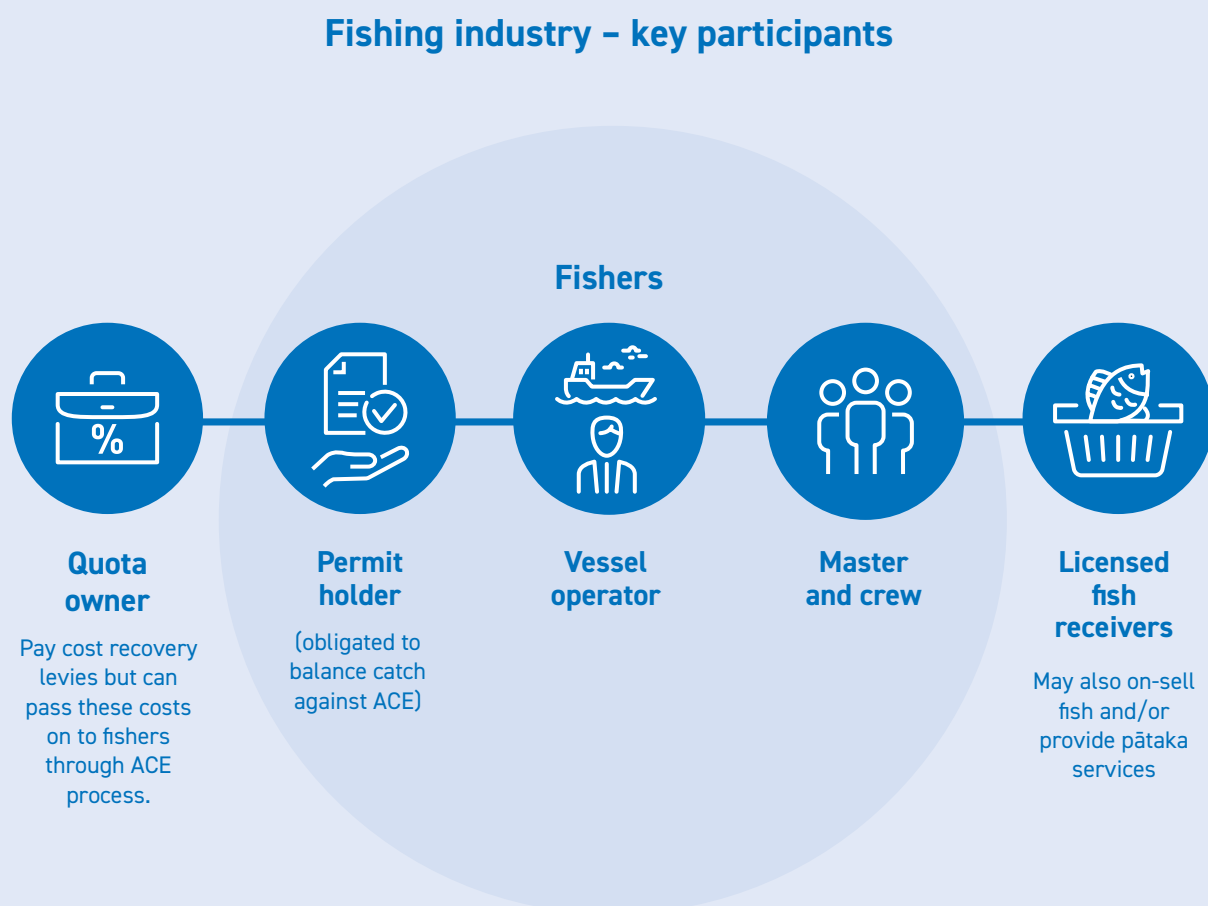 Fishing industry – key participants
Fishers
%
Quota
owner
Pay cost recovery
levies but can
pass these costs
on to fishers
through ACE
process.
Permit
holder
(obligated to
balance catch
against ACE)
Vessel
operator
Master
and crew
Licensed
fish
receivers
May also on-sell
fish and/or
provide pātaka
services